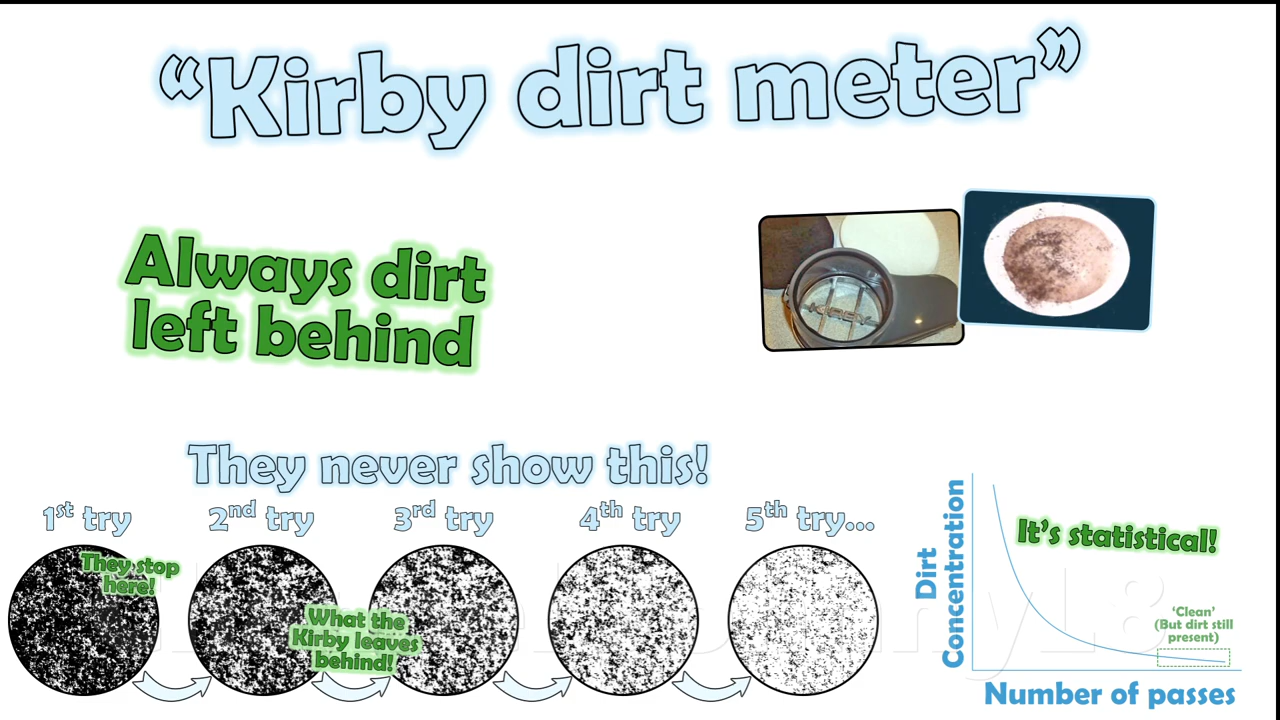 “Kirby dirt meter”
Always dirt
left behind
KIRBY
They never show this!
1st try
2nd try
3rd try
4th try
5th try...
They stop
here!
What the
Kirby leaves
behind!
Dirt
Concentration
It’s statistical!
‘Clean’
(But dirt still
present)
Number of passes